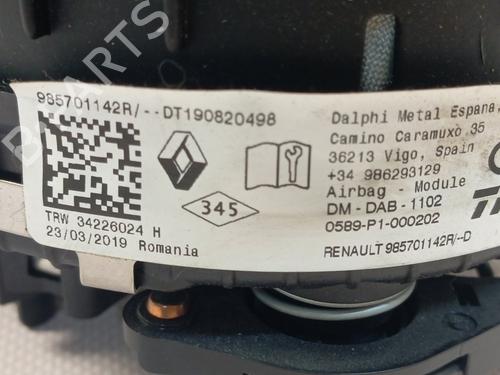 985701142R/--DT190820498
TRW 34226024 H
23/03/2019 Romania
345
Dalphi Metal Espana,
Camino Caramuxo 35
36213 Vigo, Spain
+34 986293129
Airbag - Module
DM-DAB-1102
0589-P1-000202
RENAULT 985701142R/--D
PARTS